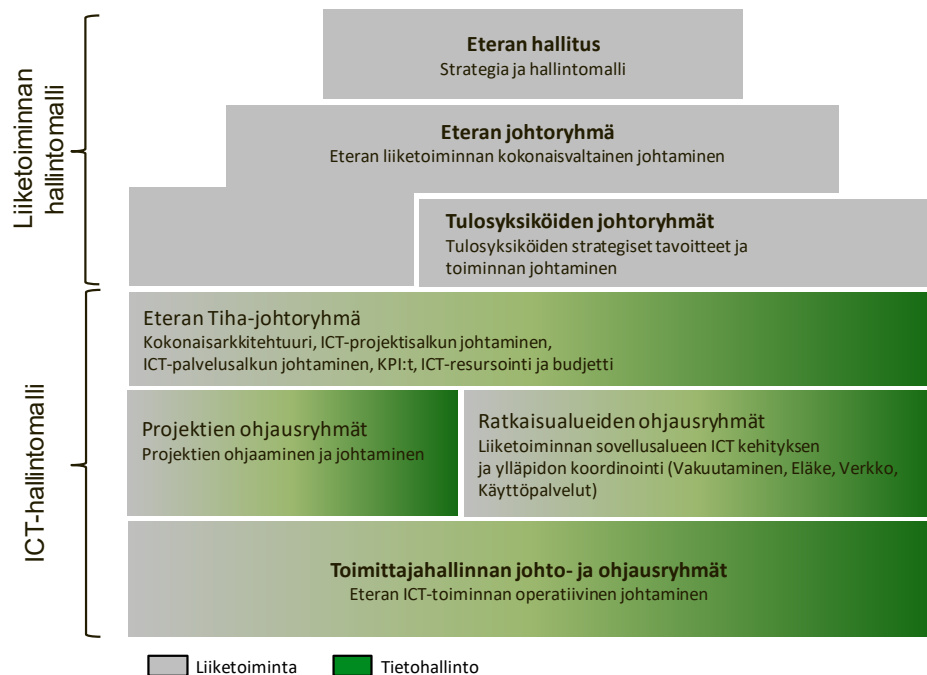 Liiketoiminnan
hallintomalli
Eteran hallitus
Strategia ja hallintomalli
Eteran johtoryhmä
Eteran liiketoiminnan kokonaisvaltainen johtaminen
Tulosyksiköiden johtoryhmät
Tulosyksiköiden strategiset tavoitteet ja
toiminnan johtaminen
ICT-hallintomalli
Eteran Tiha-johtoryhmä
Kokonaisarkkitehtuuri, ICT-projektisalkun johtaminen,
ICT-palvelusalkun johtaminen, KPI:t, ICT-resursointi ja budjetti
Projektien ohjausryhmät
Projektien ohjaaminen ja johtaminen
Ratkaisualueiden ohjausryhmät
Liiketoiminnan sovellusalueen ICT kehityksen
ja ylläpidon koordinointi (Vakuutaminen, Eläke, Verkko,
Käyttöpalvelut)
Toimittajahallinnan johto- ja ohjausryhmät
Eteran ICT-toiminnan operatiivinen johtaminen
Liiketoiminta
Tietohallinto